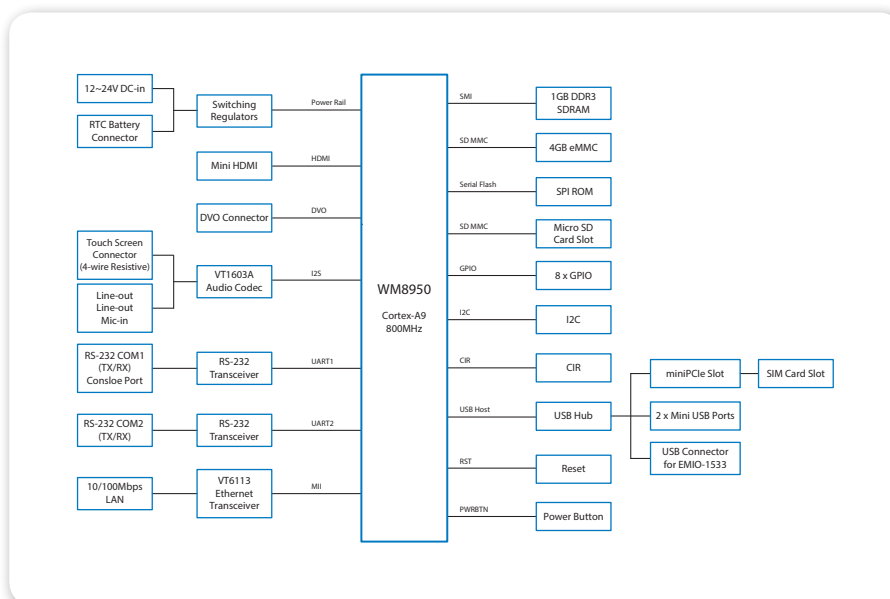 12~24V DC-in
RTC Battery
Connector
Switching
Regulators
Power Rail
Mini HDMI
HDMI
DVO Connector
DVO
Touch Screen
Connector
(4-wire Resistive)
Line-out
Line-out
Mic-in
VT1603A
Audio Codec
I2S
RS-232 COM1
(TX/RX)
Consloe Port
RS-232
Transceiver
UART1
RS-232 COM2
(TX/RX)
RS-232
Transceiver
UART2
10/100Mbps
LAN
VT6113
Ethernet
Transceiver
MII
WM8950
Cortex-A9
800MHz
SMI
1GB DDR3
SDRAM
SD MMC
4GB eMMC
Serial Flash
SPI ROM
SD MMC
Micro SD
Card Slot
GPIO
8 x GPIO
I2C
I2C
CIR
CIR
USB Host
USB Hub
miniPCIe Slot
SIM Card Slot
2 x Mini USB Ports
USB Connector
for EMIO-1533
RST
Reset
PWRBTN
Power Button